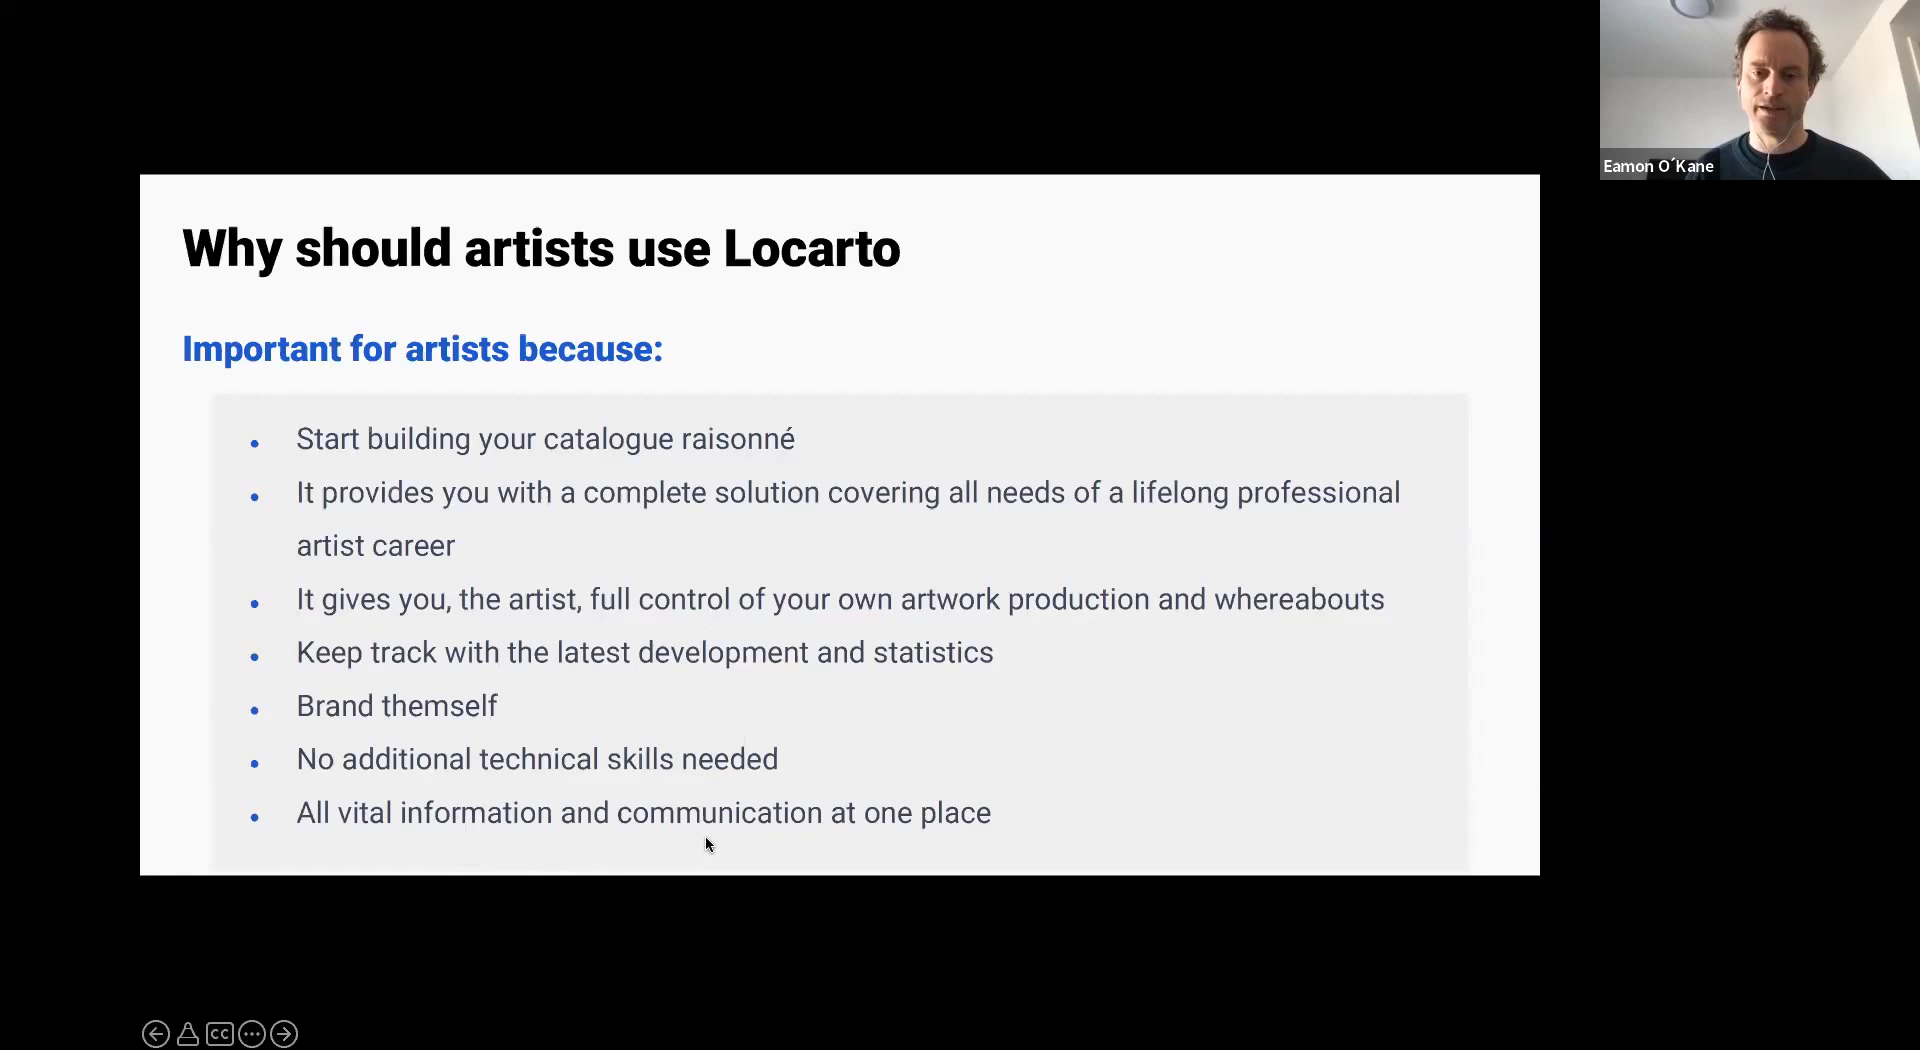 Eamon O´Kane
Why should artists use Locarto
Important for artists because:
• Start building your catalogue raisonné
• It provides you with a complete solution covering all needs of a lifelong professional
artist career
• It gives you, the artist, full control of your own artwork production and whereabouts
• Keep track with the latest development and statistics
• Brand themself
• No additional technical skills needed
• All vital information and communication at one place
CC